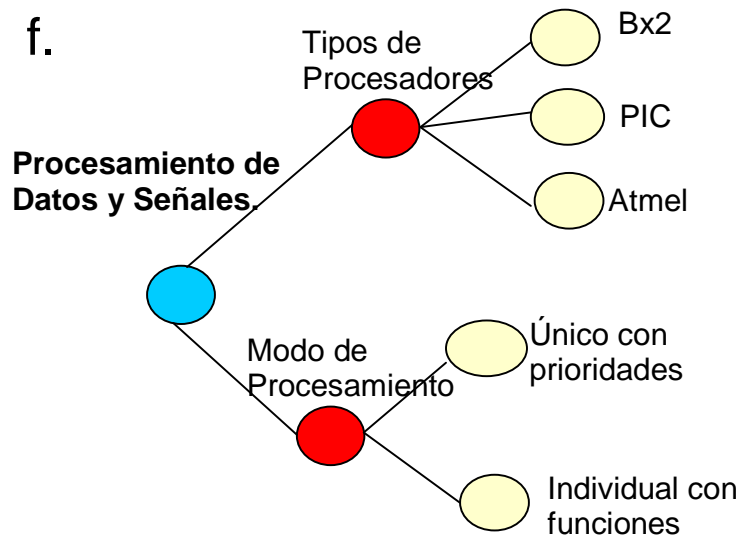 f.
Tipos de
Procesadores
Bx2
PIC
Atmel
Procesamiento de
Datos y Señales.
Modo de
Procesamiento
Único con
prioridades
Individual con
funciones